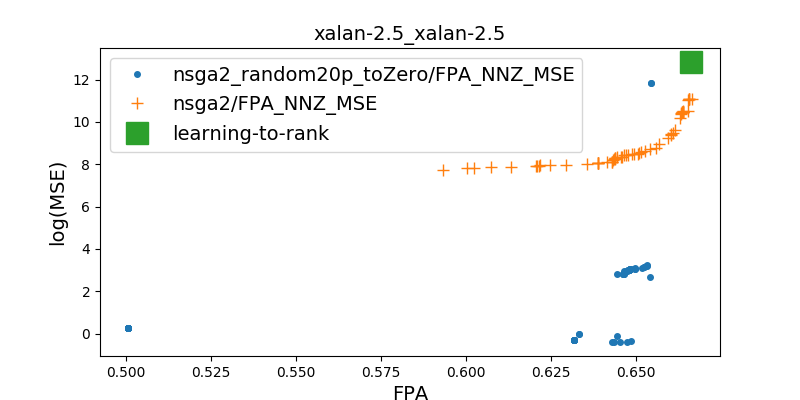 xalan-2.5_xalan-2.5
nsga2_random20p_toZero/FPA_NNZ_MSE
nsga2/FPA_NNZ_MSE
learning-to-rank
log(MSE)
12
10
8
6
4
2
0
0.500 0.525 0.550 0.575 0.600 0.625 0.650
FPA